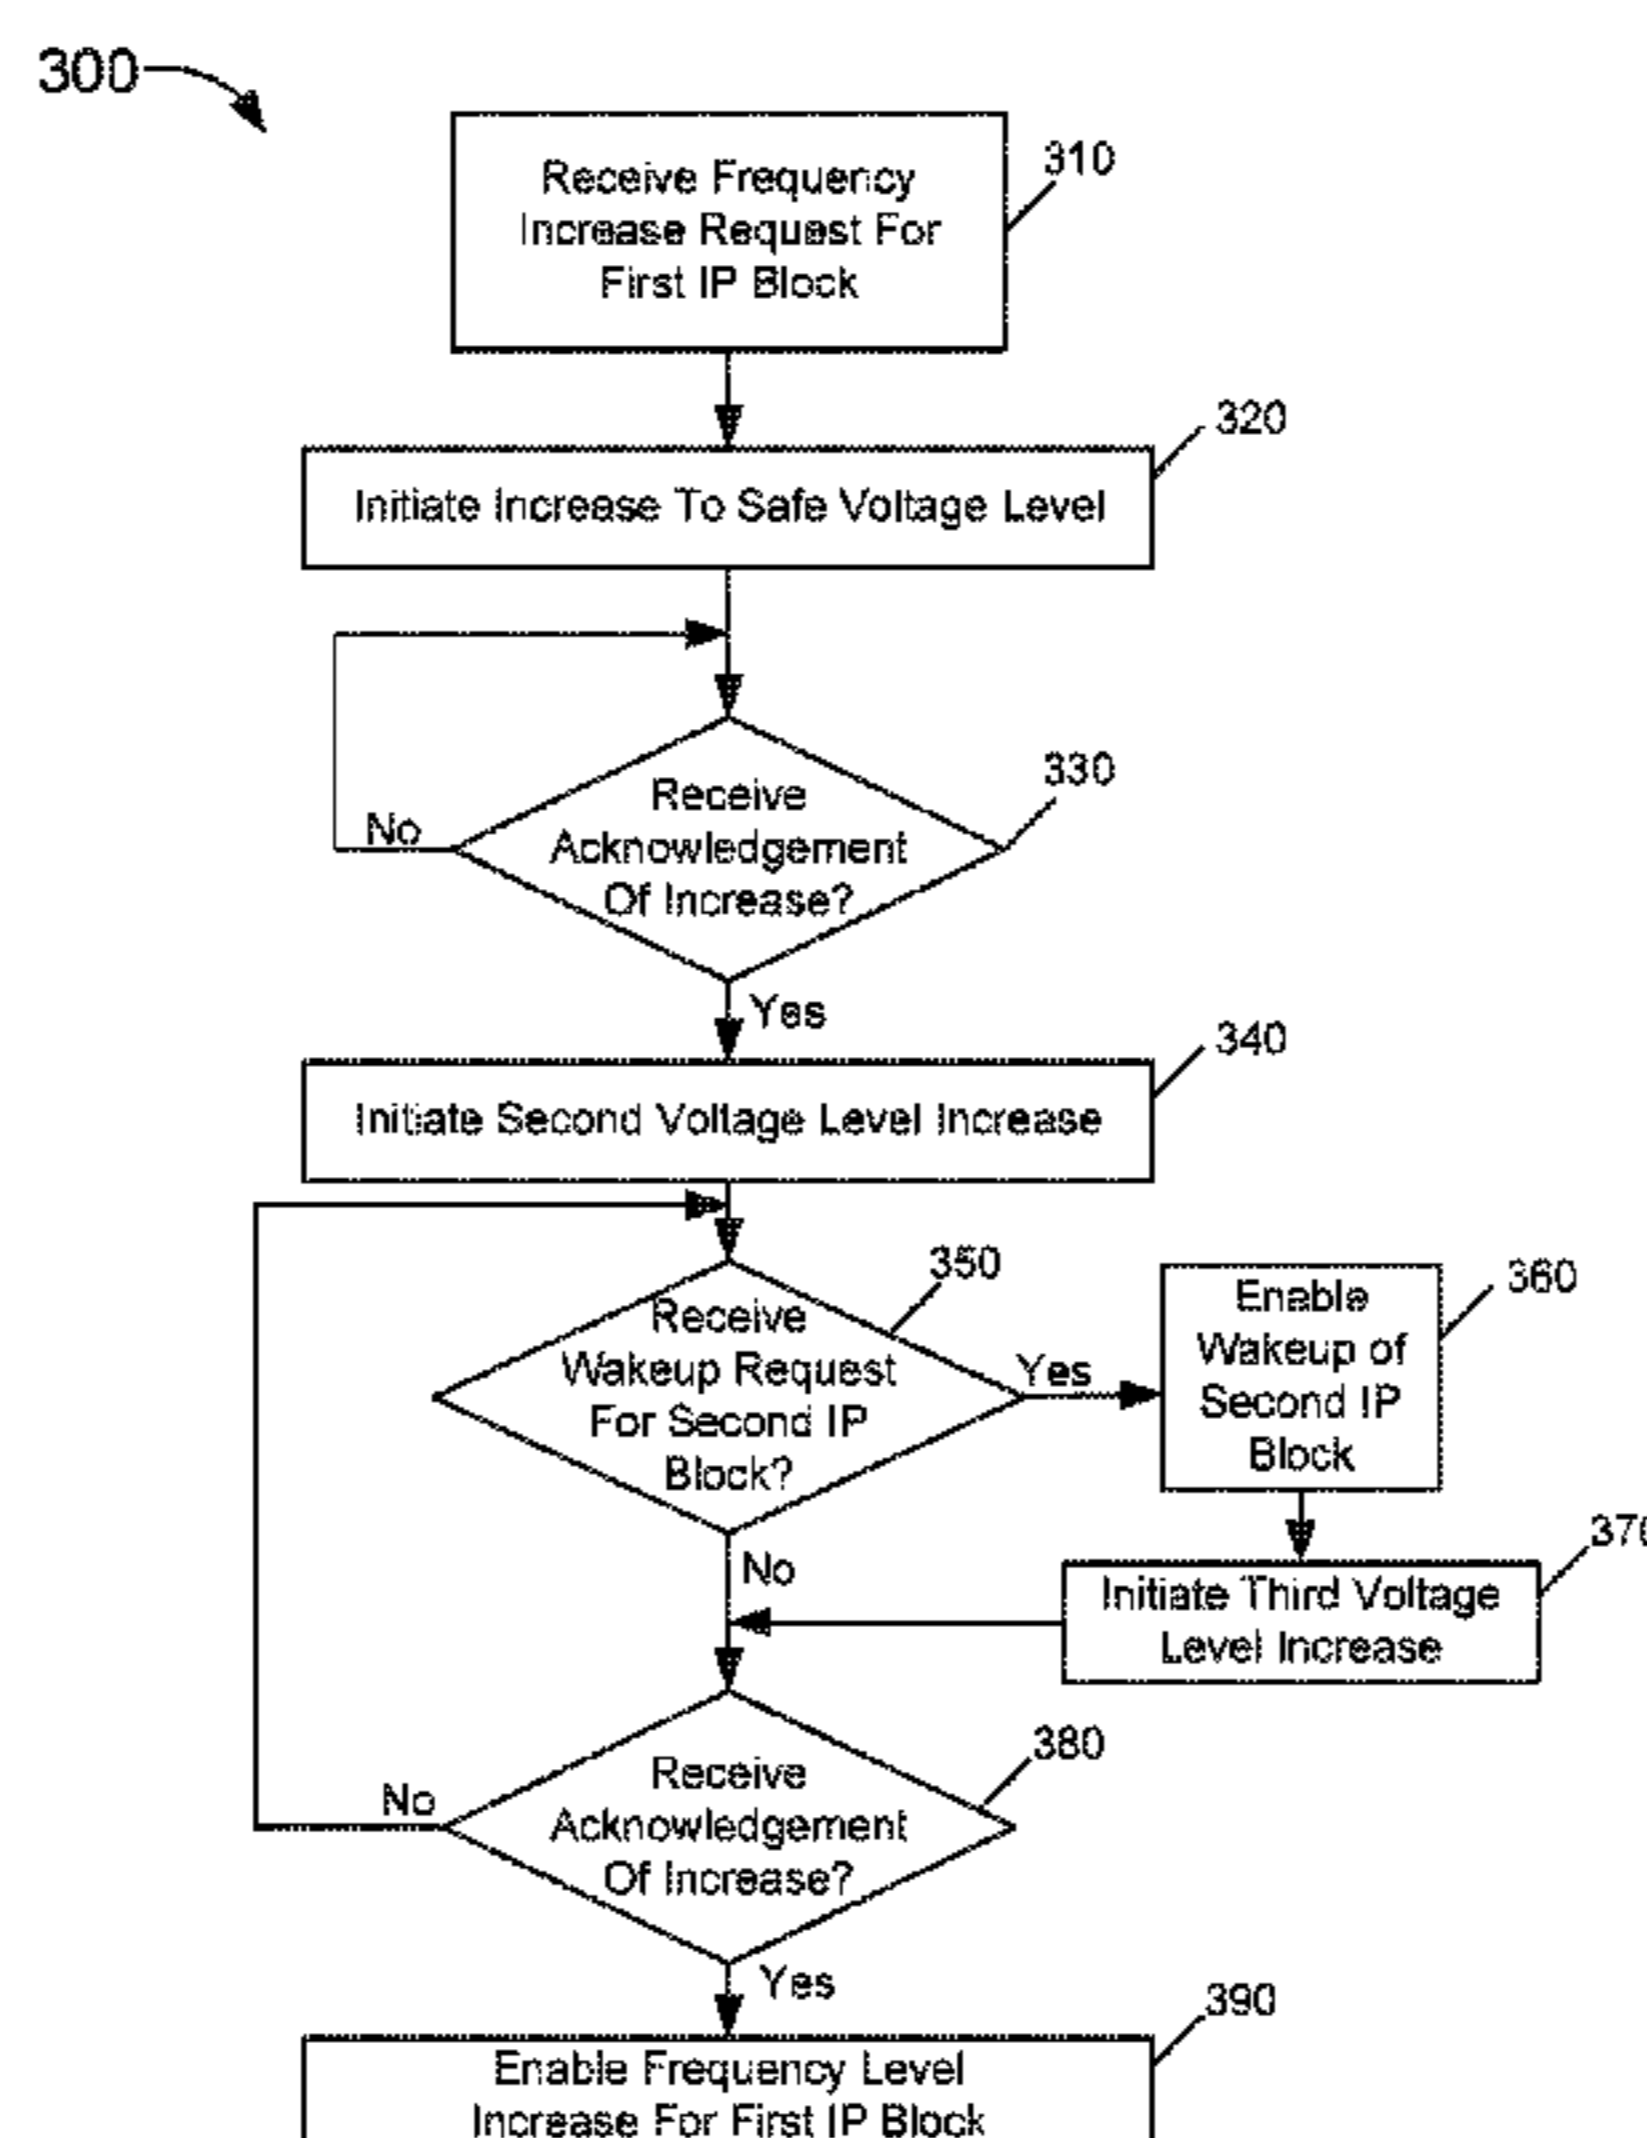 300
Receive Frequency
Increase Request For
First IP Block
310
320
Initiate Increase To Safe Voltage Level
330
Receive
Acknowledgement
Of Increase?
No
Yes
340
Initiate Second Voltage Level Increase
350
Receive
Wakeup Request
For Second IP
Block?
Yes
360
Enable
Wakeup of
Second IP
Block
No
370
Initiate Third Voltage
Level Increase
380
Receive
Acknowledgement
Of Increase?
No
Yes
390
Enable Frequency Level
Increase For First IP Block